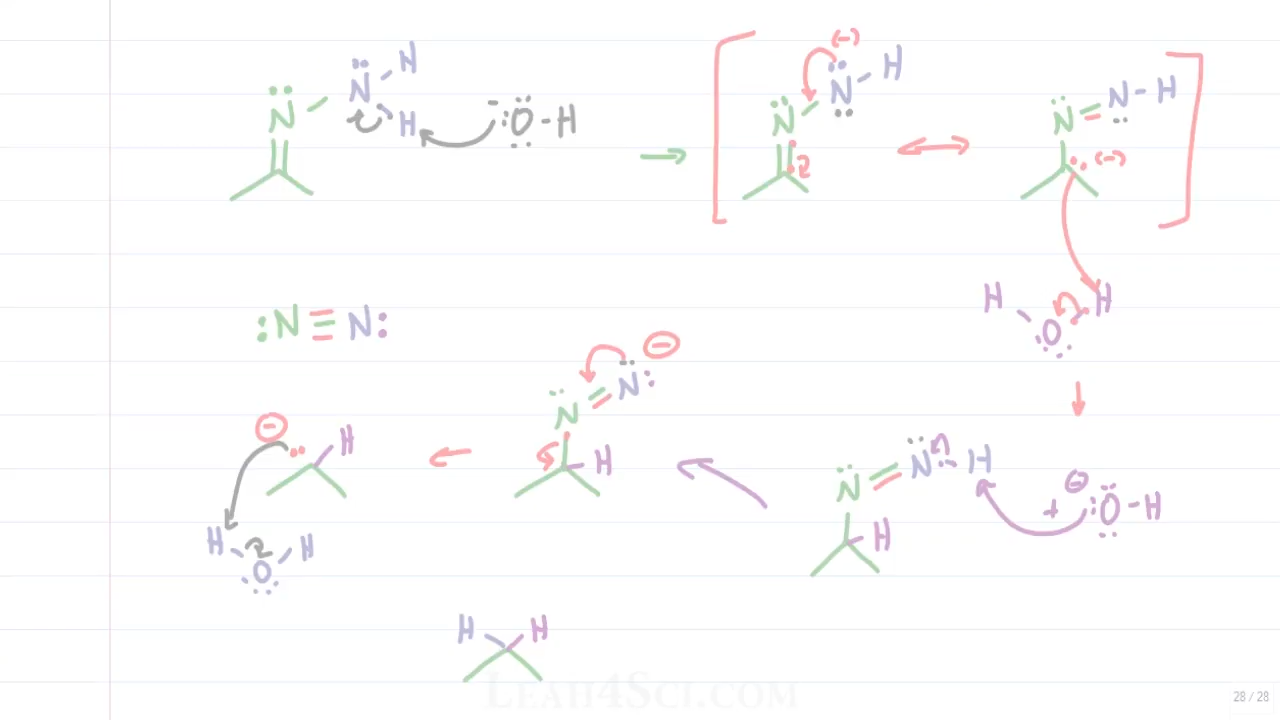 N N N H :O-H
N N H (-) N=N-H (-)
H O H
:N≡N:
N=N: −
− H N H
N=N: H + − :O-H
H O H H
H H
LEAH4SCI.COM
28 / 28